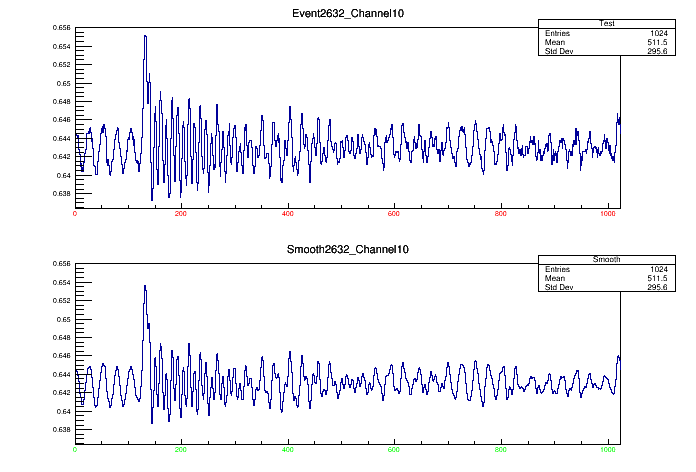 Event2632_Channel10
Test
Entries 1024
Mean 511.5
Std Dev 295.6
0.656
0.654
0.652
0.65
0.648
0.646
0.644
0.642
0.64
0.638
0 200 400 600 800 1000
Smooth2632_Channel10
Smooth
Entries 1024
Mean 511.5
Std Dev 295.6
0.656
0.654
0.652
0.65
0.648
0.646
0.644
0.642
0.64
0.638
0 200 400 600 800 1000